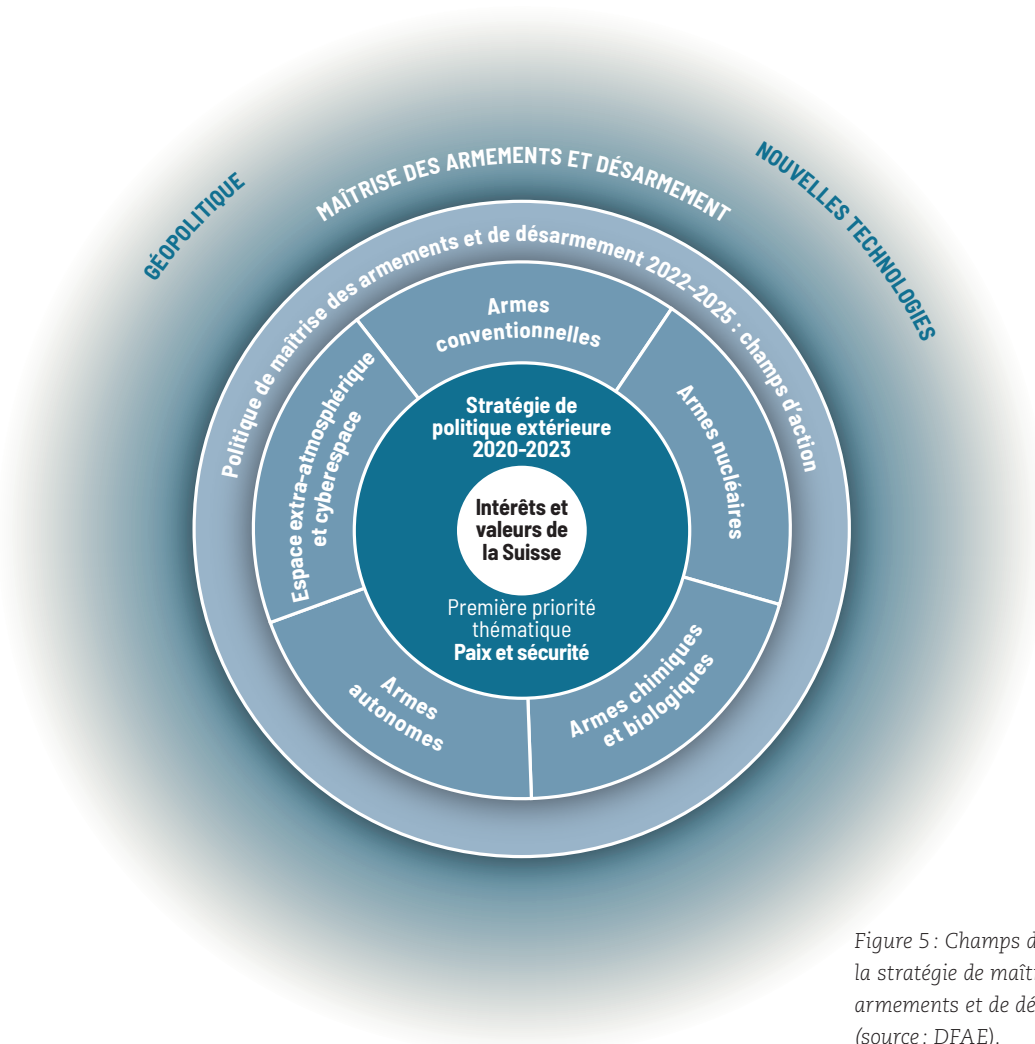 GÉOPOLITIQUE
MAÎTRISE DES ARMEMENTS ET DÉSARMEMENT
NOUVELLES TECHNOLOGIES
Politique de maîtrise des armements et de désarmement 2022-2025 : champs d'action
Armes
conventionnelles
Armes nucléaires
Armes chimiques
et biologiques
Armes
autonomes
Espace extra-atmosphérique
et cyberespace
Stratégie de
politique extérieure
2020-2023
Intérêts et
valeurs de
la Suisse
Première priorité
thématique
Paix et sécurité
Figure 5 : Champs
la stratégie de
armements et de
(source : DFAE).